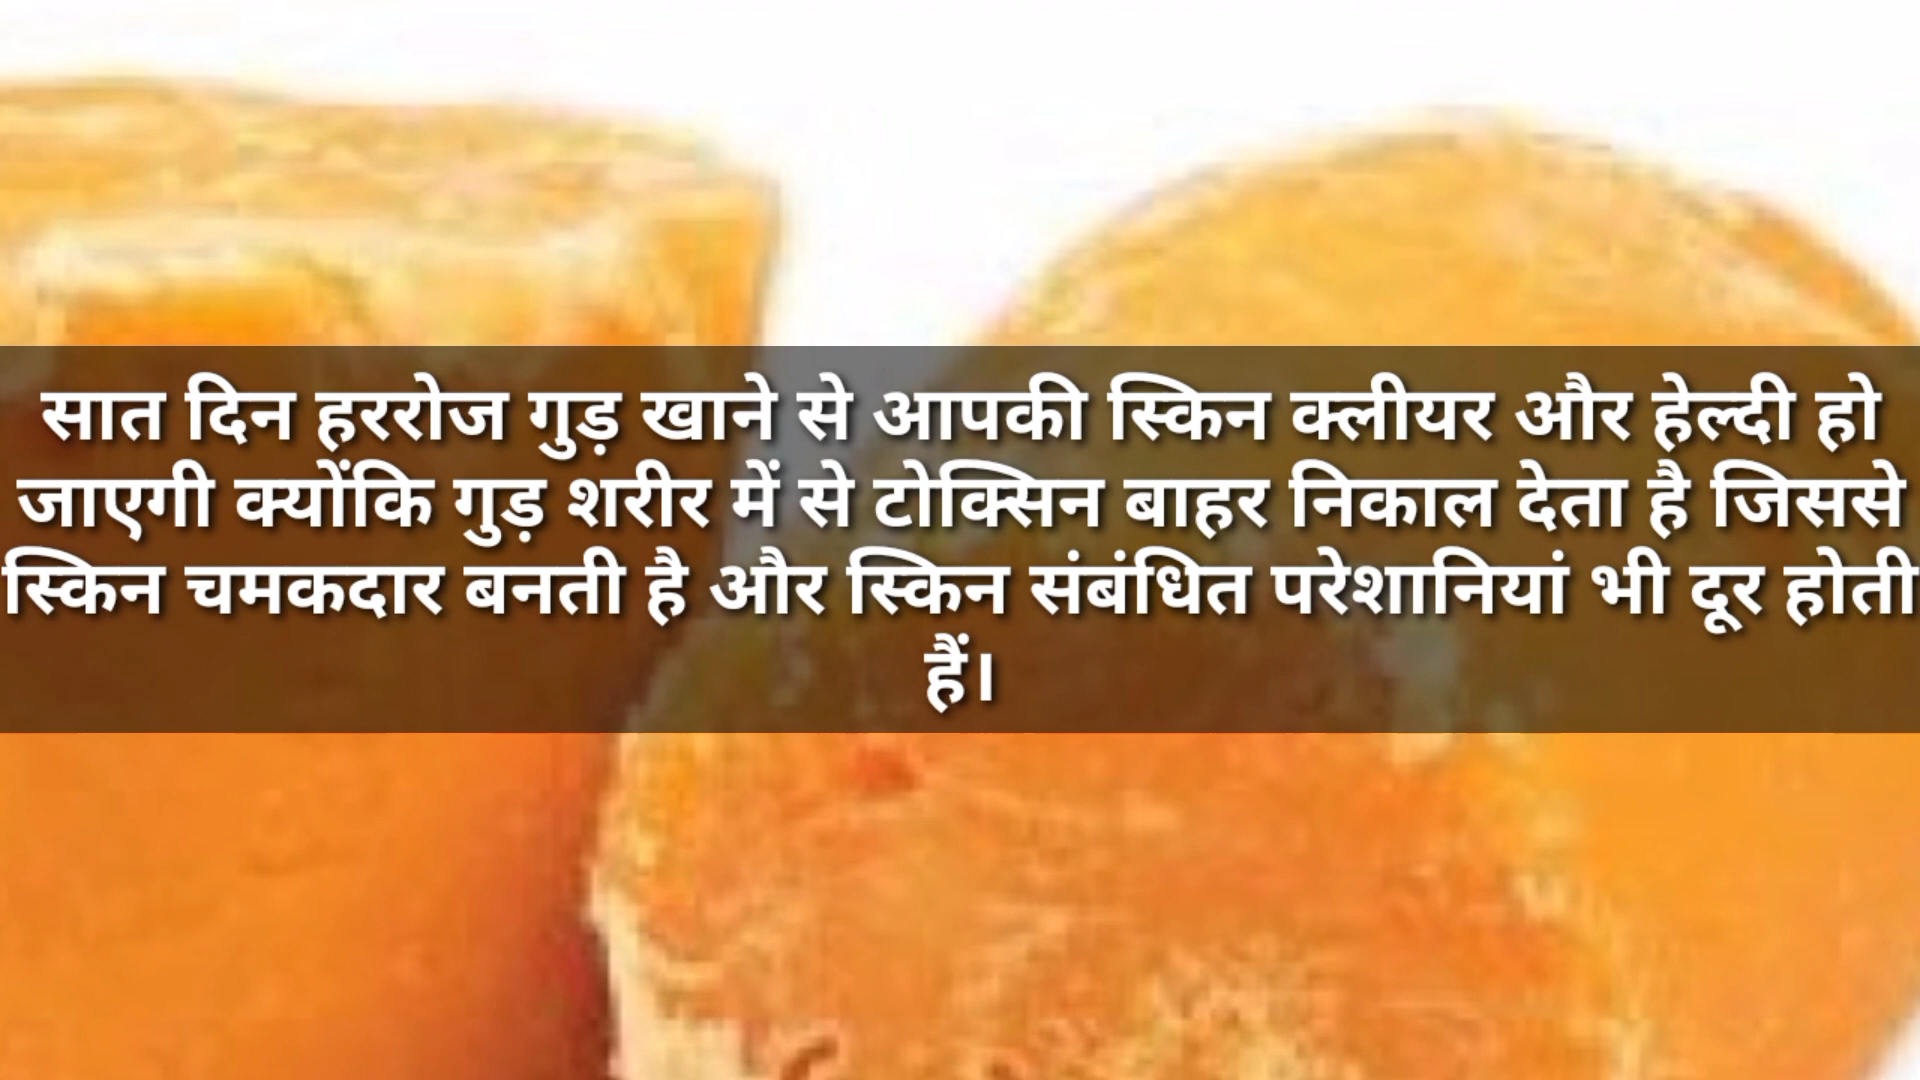 सात दिन हररोज गुड़ खाने से आपकी स्किन क्लीयर और हेल्दी हो
जाएगी क्योंकि गुड़ शरीर में से टोक्सिन बाहर निकाल देता है जिससे
स्किन चमकदार बनती है और स्किन संबंधित परेशानियां भी दूर होती
हैं।